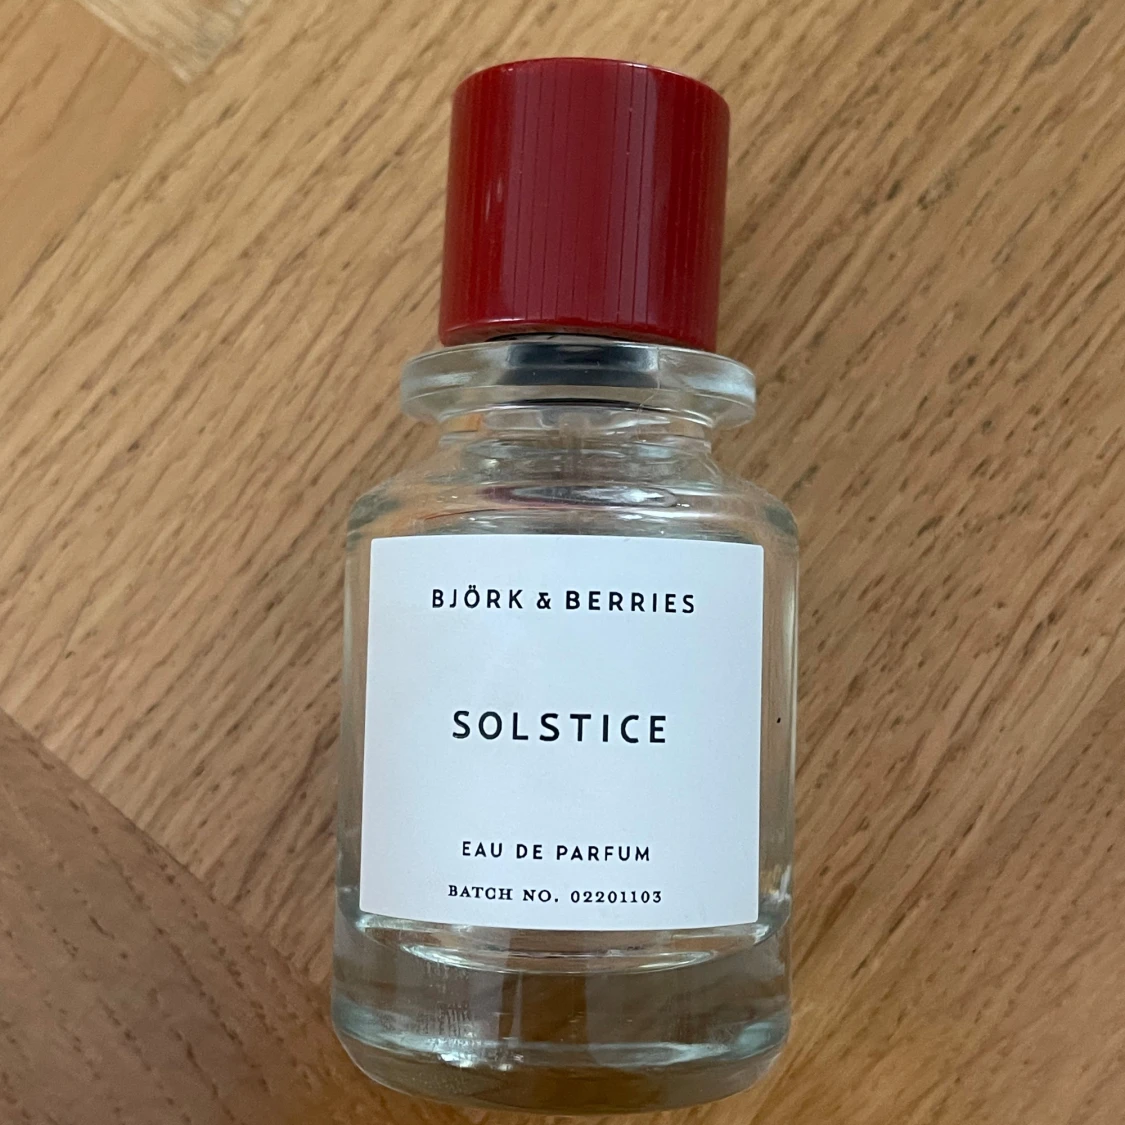 BJÖRK & BERRIES
SOLSTICE
EAU DE PARFUM
BATCH NO. 02201103